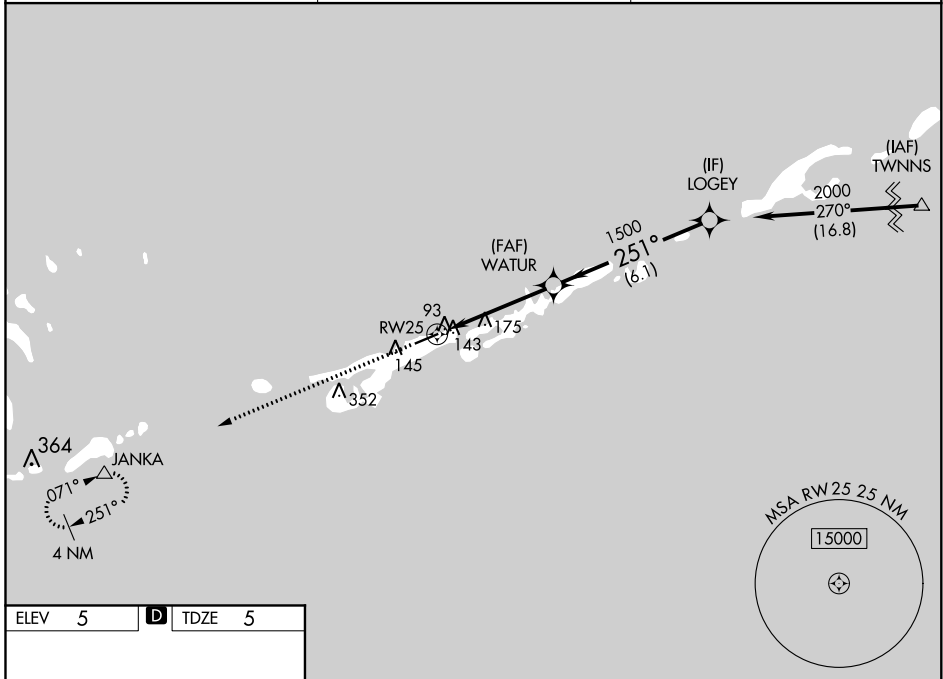 (IAF)
TWNNS
(IF)
LOGEY
2000
270°
(16.8)
1500
251°
(6.1)
(FAF)
WATUR
93
RW25
175
143
145
352
364
JANKA
071°
251°
4 NM
MSA RW25 25 NM
15000
ELEV 5 D TDZE 5